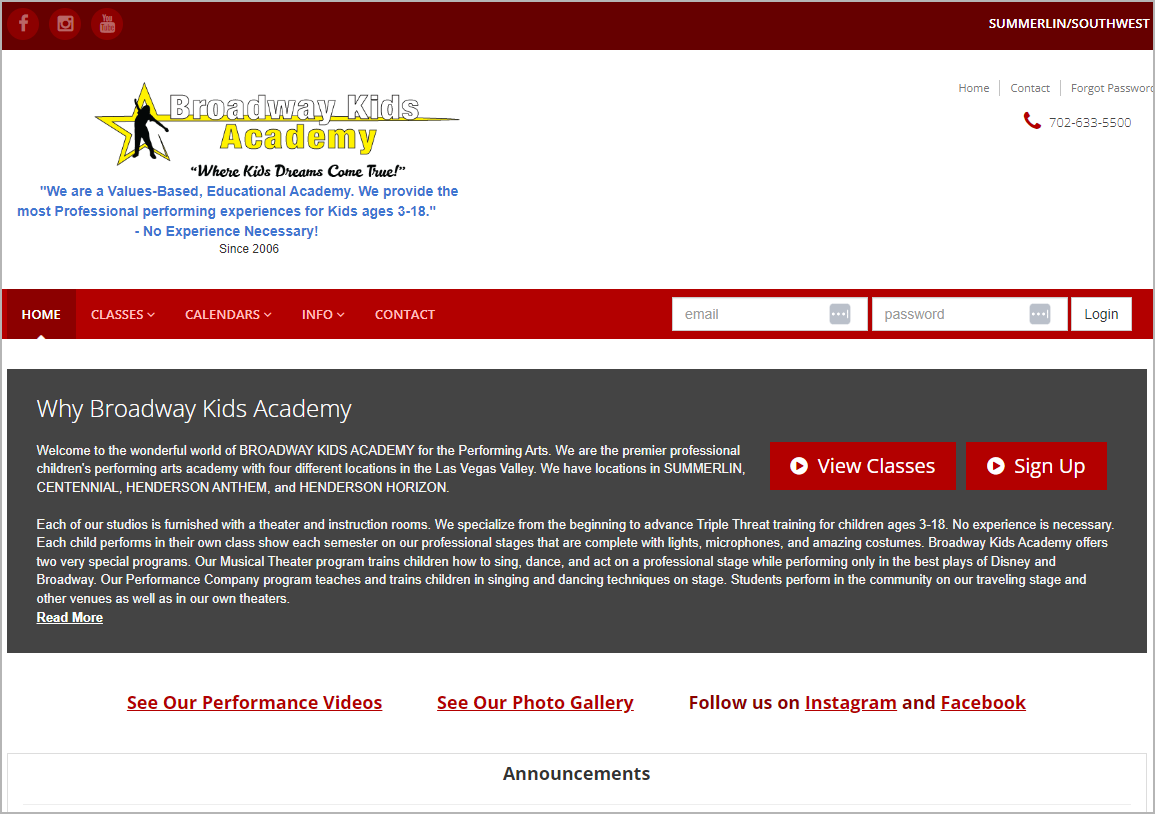 You Tube
SUMMERLIN/SOUTHWEST
Home
Contact
Forgot Password
702-633-5500
Broadway Kids
Academy
"Where Kids Dreams Come True!"
"We are a Values-Based, Educational Academy. We provide the
most Professional performing experiences for Kids ages 3-18."
- No Experience Necessary!
Since 2006
HOME
CLASSES
CALENDARS
INFO
CONTACT
email
password
Login
Why Broadway Kids Academy
Welcome to the wonderful world of BROADWAY KIDS ACADEMY for the Performing Arts. We are the premier professional
children's performing arts academy with four different locations in the Las Vegas Valley. We have locations in SUMMERLIN,
CENTENNIAL, HENDERSON ANTHEM, and HENDERSON HORIZON.
View Classes
Sign Up
Each of our studios is furnished with a theater and instruction rooms. We specialize from the beginning to advance Triple Threat training for children ages 3-18. No experience is necessary.
Each child performs in their own class show each semester on our professional stages that are complete with lights, microphones, and amazing costumes. Broadway Kids Academy offers
two very special programs. Our Musical Theater program trains children how to sing, dance, and act on a professional stage while performing only in the best plays of Disney and
Broadway. Our Performance Company program teaches and trains children in singing and dancing techniques on stage. Students perform in the community on our traveling stage and
other venues as well as in our own theaters.
Read More
See Our Performance Videos
See Our Photo Gallery
Follow us on Instagram and Facebook
Announcements